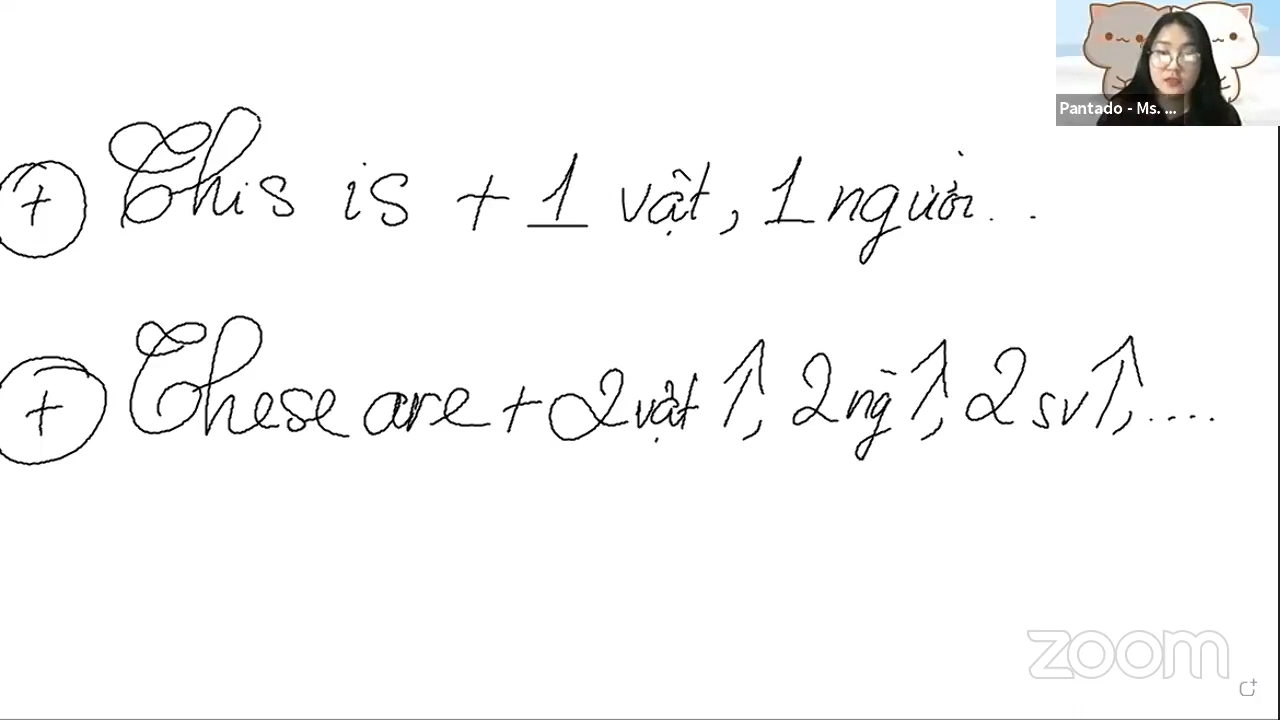 Pantado - Ms. ...
+ This is + 1 vật, 1 người . .
+ These are + 2 vật ↑, 2 ng` ↑, 2 sv ↑, ....
zoom